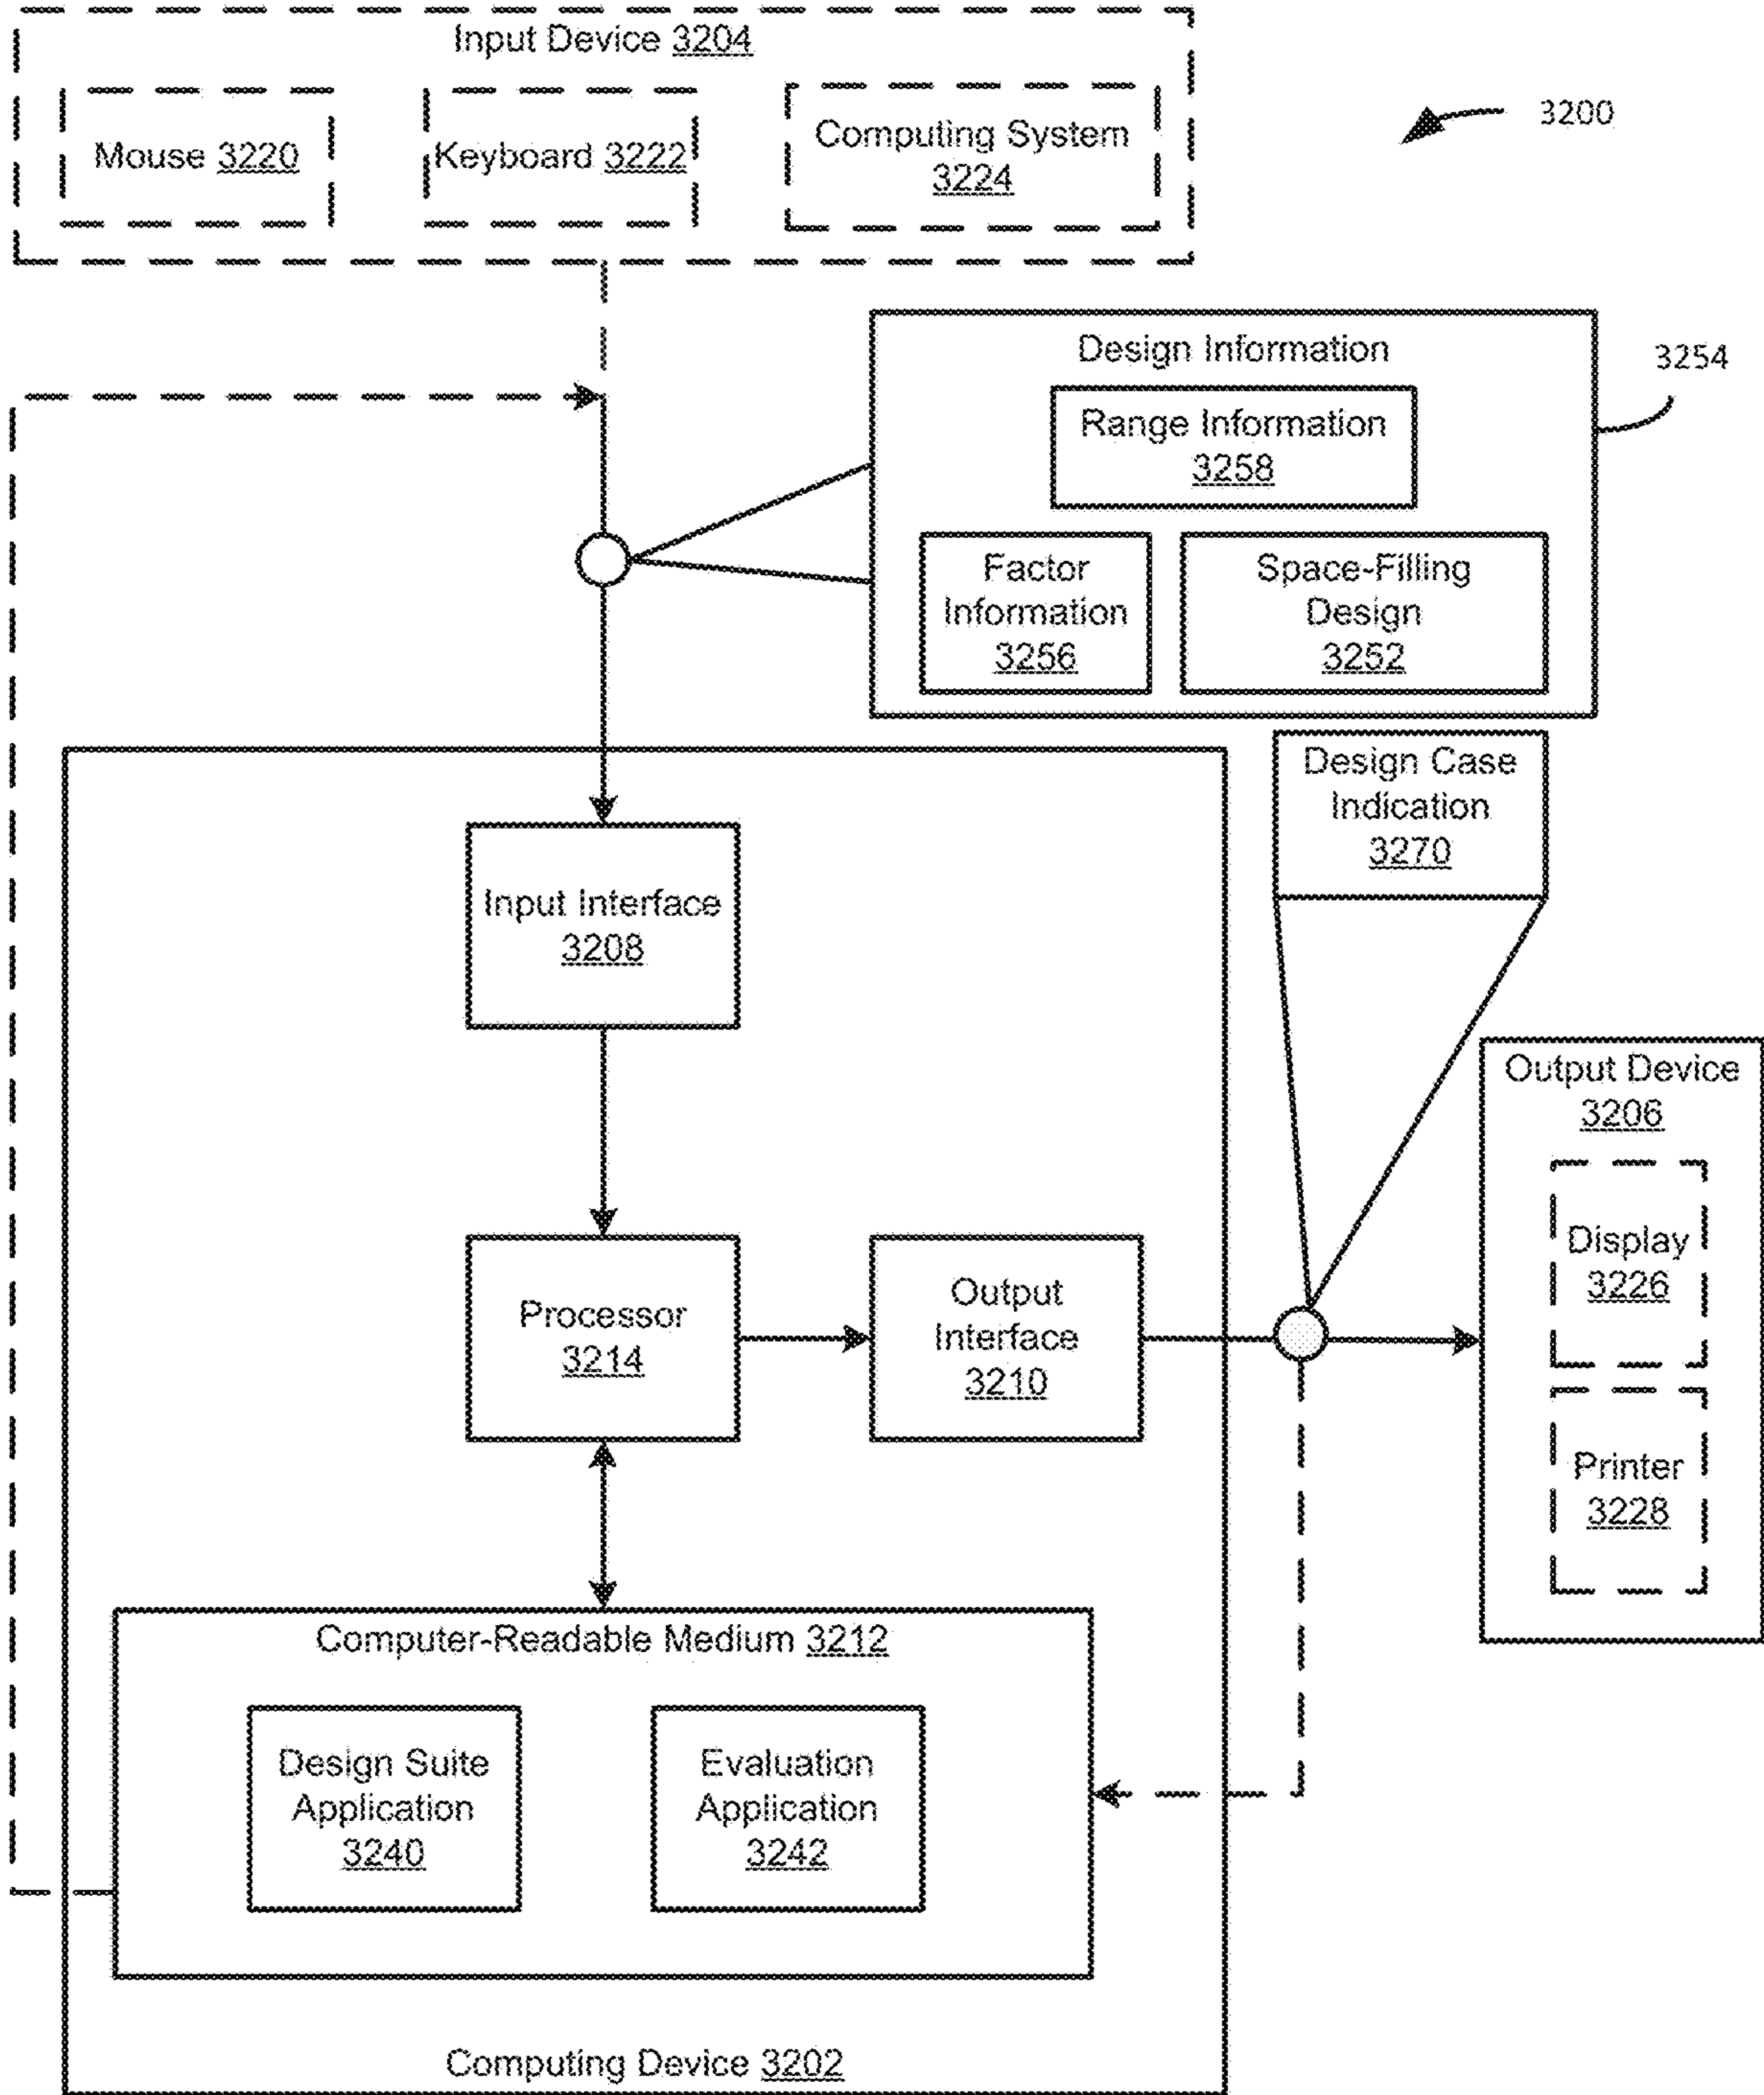 Input Device 3204
Mouse 3220
Keyboard 3222
Computing System
3224
3200
Design Information
3254
Range Information
3258
Factor
Information
3256
Space-Filling
Design
3252
Design Case
Indication
3270
Input Interface
3208
Output Device
3206
Display
3226
Printer
3228
Processor
3214
Output
Interface
3210
Computer-Readable Medium 3212
Design Suite
Application
3240
Evaluation
Application
3242
Computing Device 3202